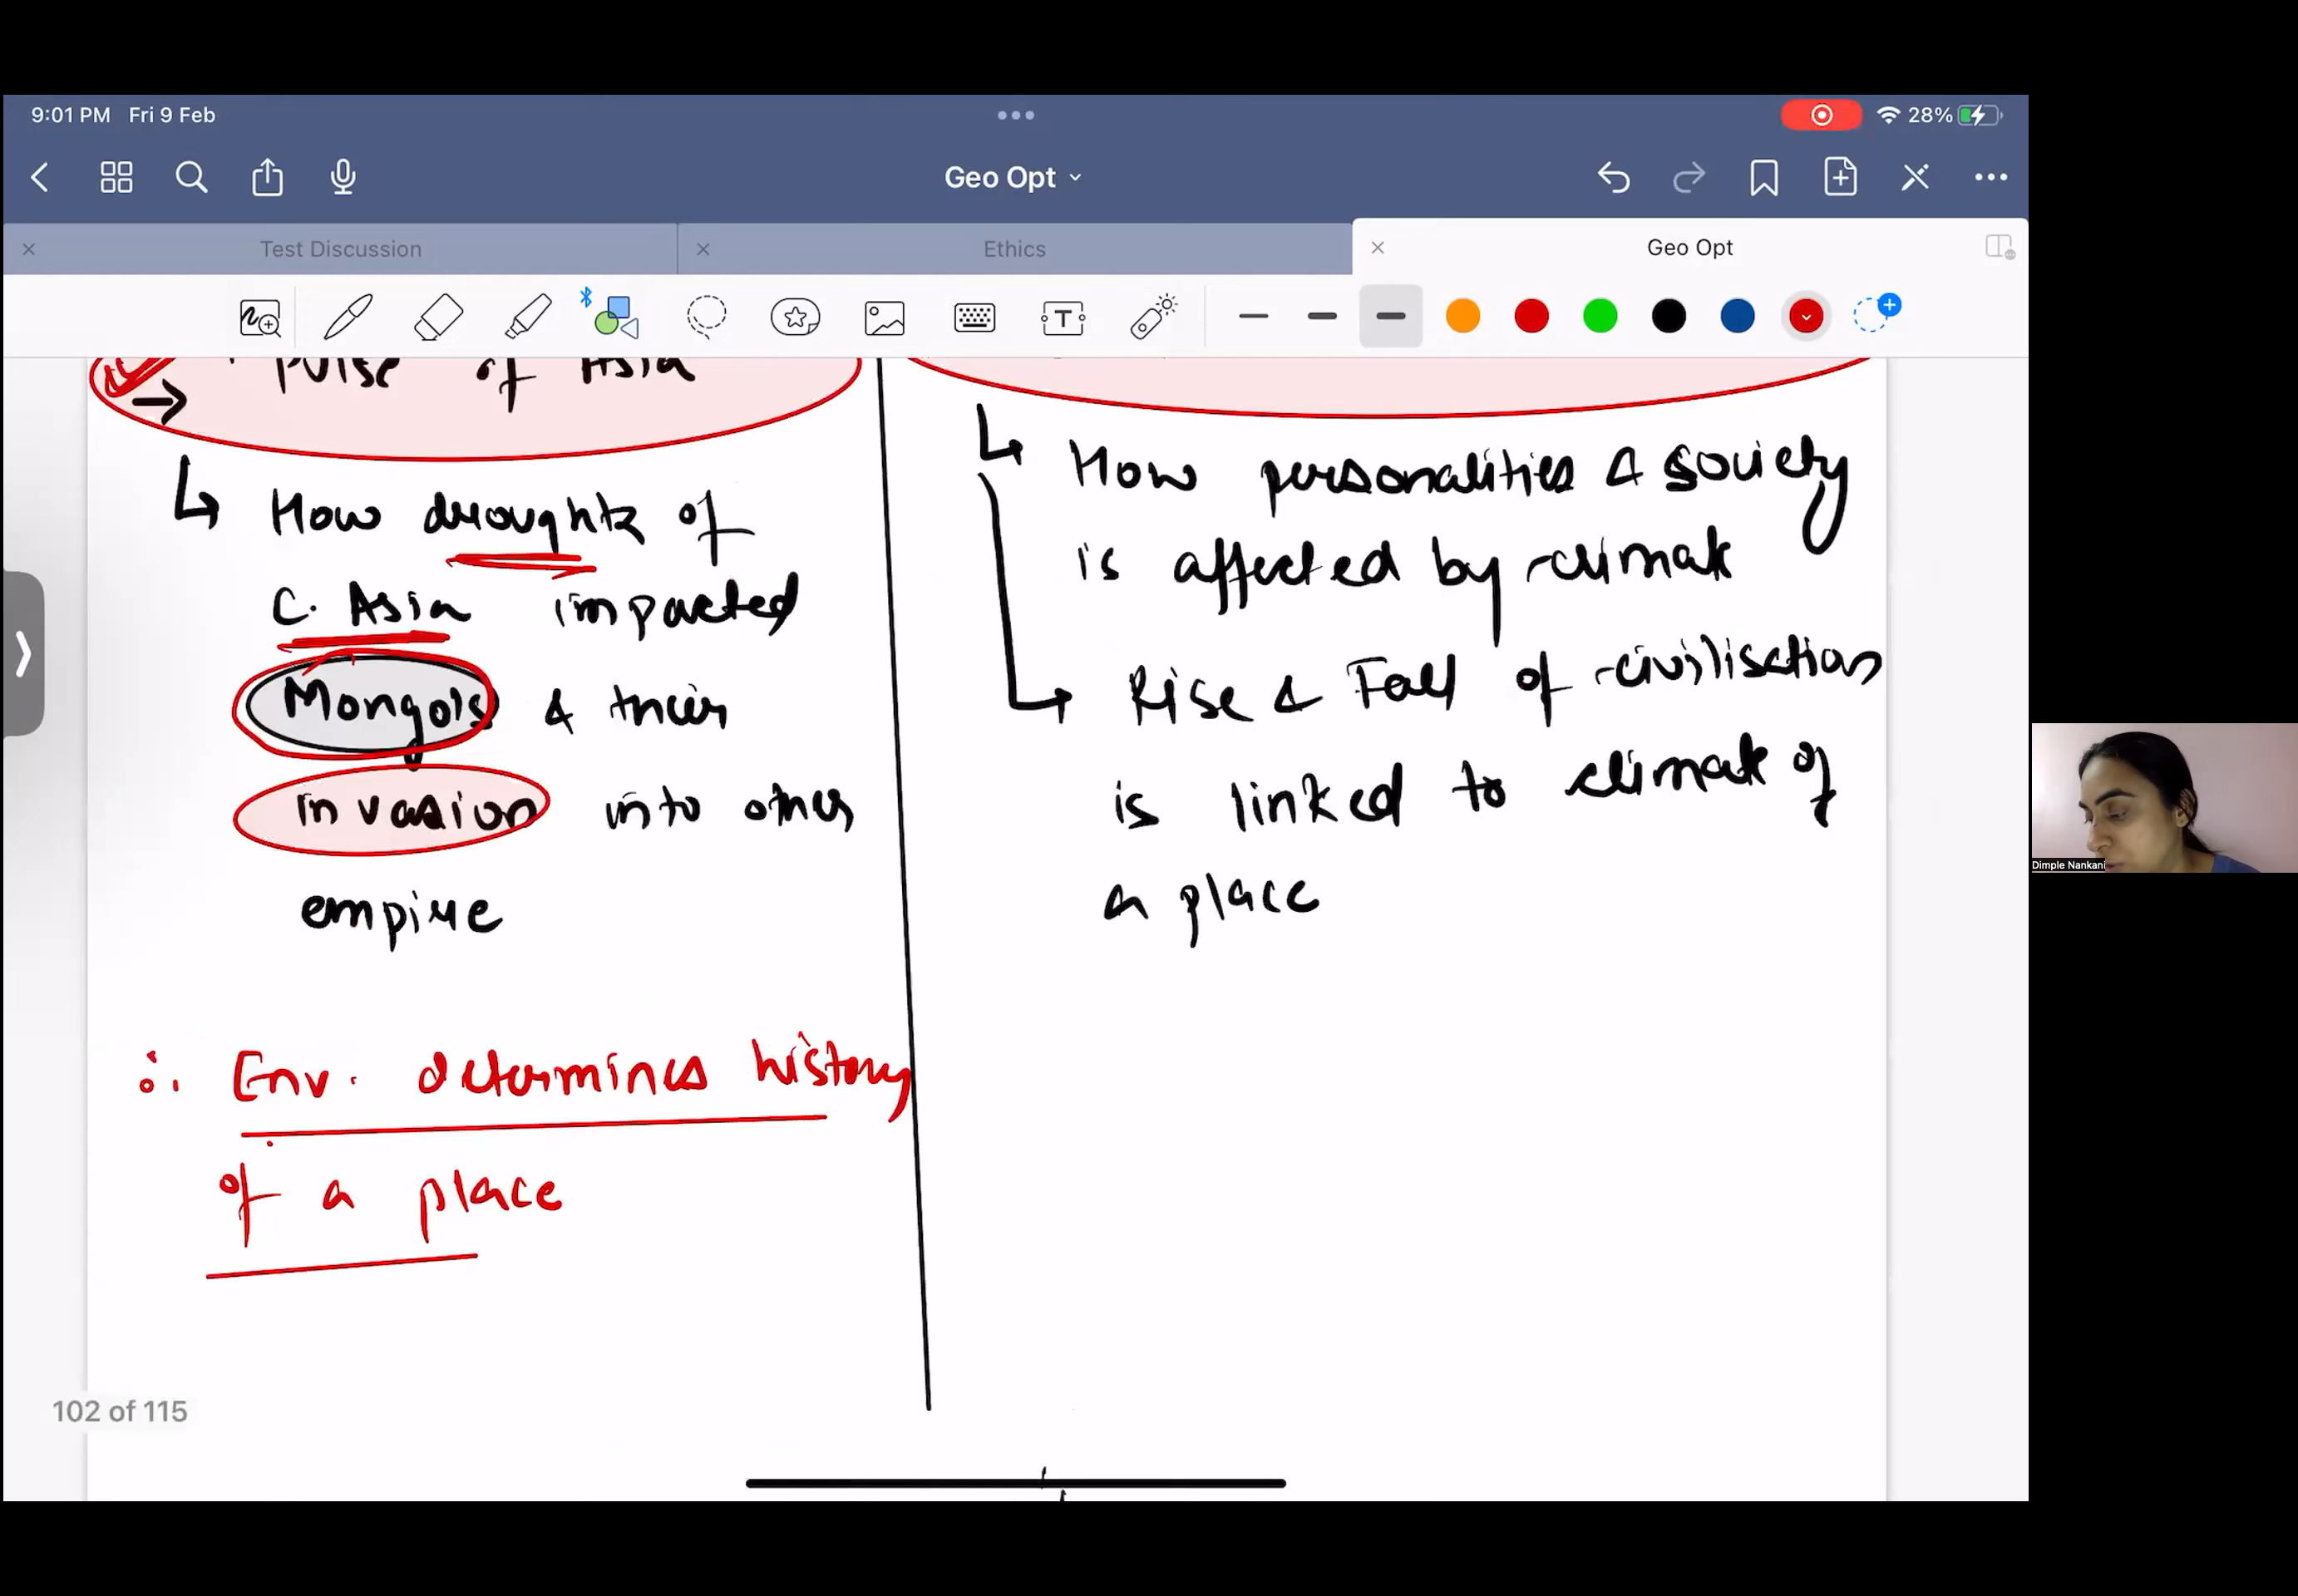 9:01 PM Fri 9 Feb
28%
Geo Opt
Test Discussion
Ethics
Geo Opt
→ Pulse of Asia
↳ How droughts of
C. Asia impacted
Mongols & their
invasion into other
empire
∴ Env. determines history
of a place
↳ How personalities & society
is affected by climate
↳ Rise & Fall of civilisation
is linked to climate of
a place
102 of 115
Dimple Nankani